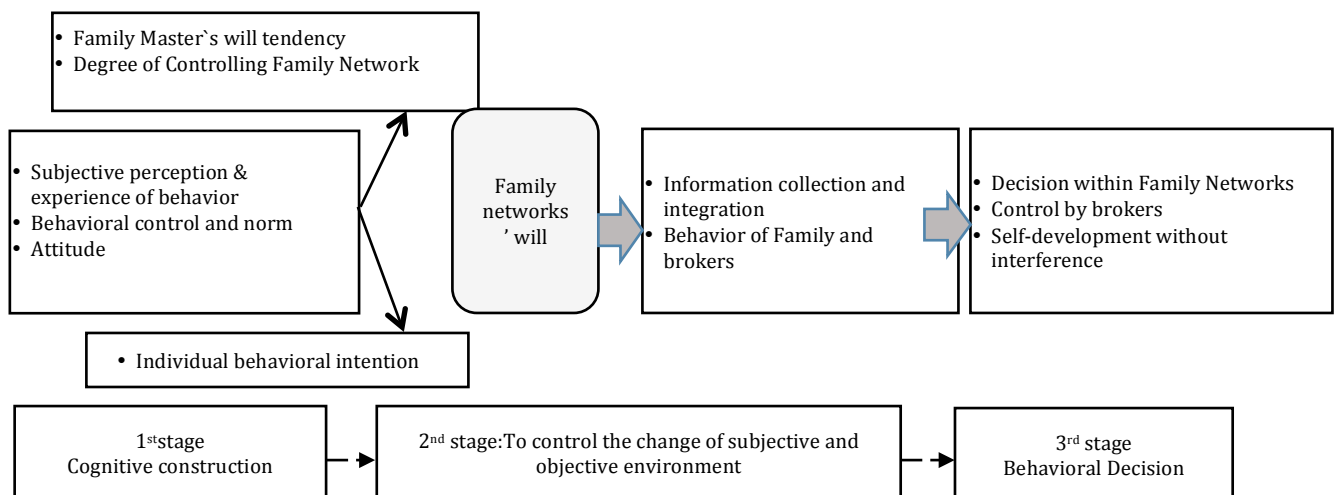 • Family Master`s will tendency
• Degree of Controlling Family Network
• Subjective perception &
experience of behavior
• Behavioral control and norm
• Attitude
Family
networks
’ will
• Information collection and
integration
• Behavior of Family and
brokers
• Decision within Family Networks
• Control by brokers
• Self-development without
interference
• Individual behavioral intention
1ststage
Cognitive construction
2nd stage:To control the change of subjective and
objective environment
3rd stage
Behavioral Decision